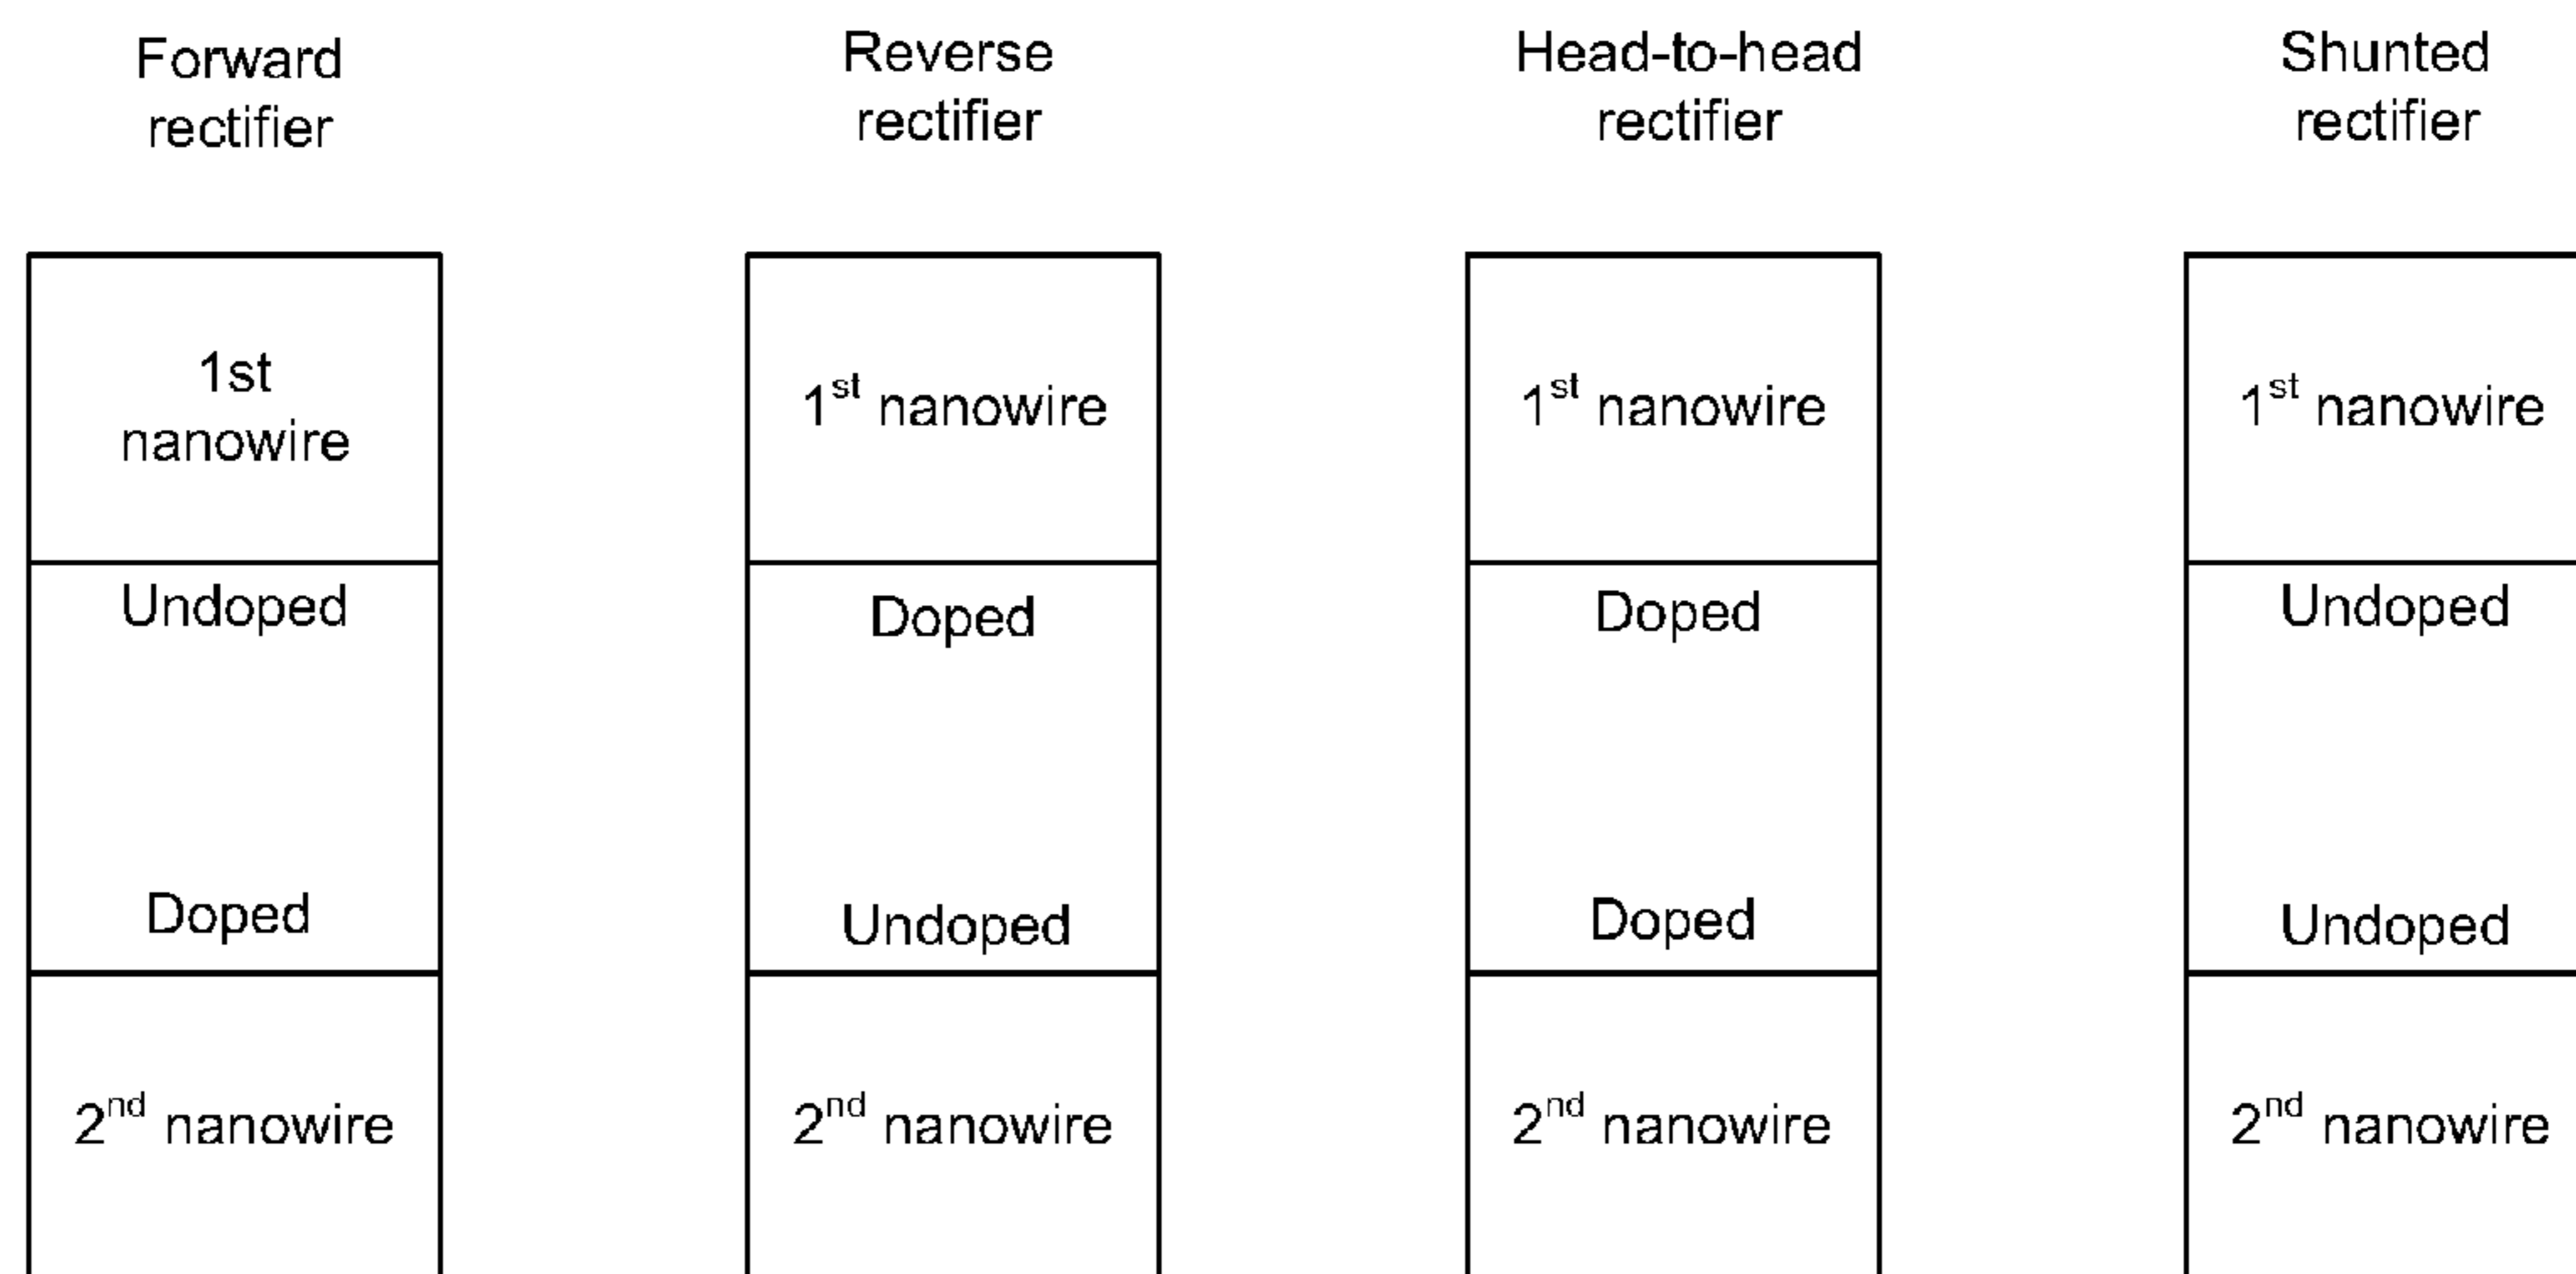 Forward
rectifier
Reverse
rectifier
Head-to-head
rectifier
Shunted
rectifier
1st
nanowire
Undoped
Doped
2nd nanowire
1st nanowire
Doped
Undoped
2nd nanowire
1st nanowire
Doped
Doped
2nd nanowire
1st nanowire
Undoped
Undoped
2nd nanowire